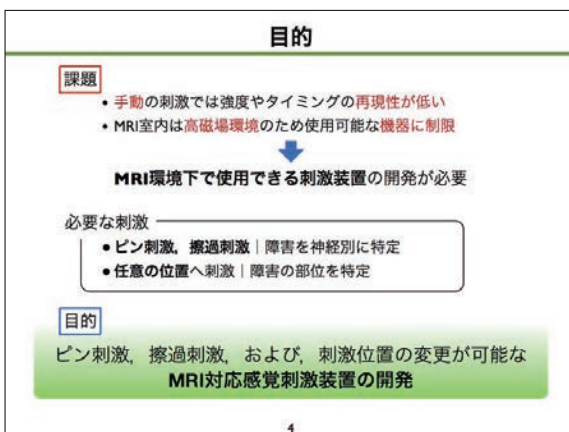 目的
課題
• 手動の刺激では強度やタイミングの再現性が低い
• MRI室内は高磁場環境のため使用可能な機器に制限
MRI環境下で使用できる刺激装置の開発が必要
必要な刺激
• ピン刺激，擦過刺激｜障害を神経別に特定
• 任意の位置へ刺激｜障害の部位を特定
目的
ピン刺激，擦過刺激，および，刺激位置の変更が可能な
MRI対応感覚刺激装置の開発
4